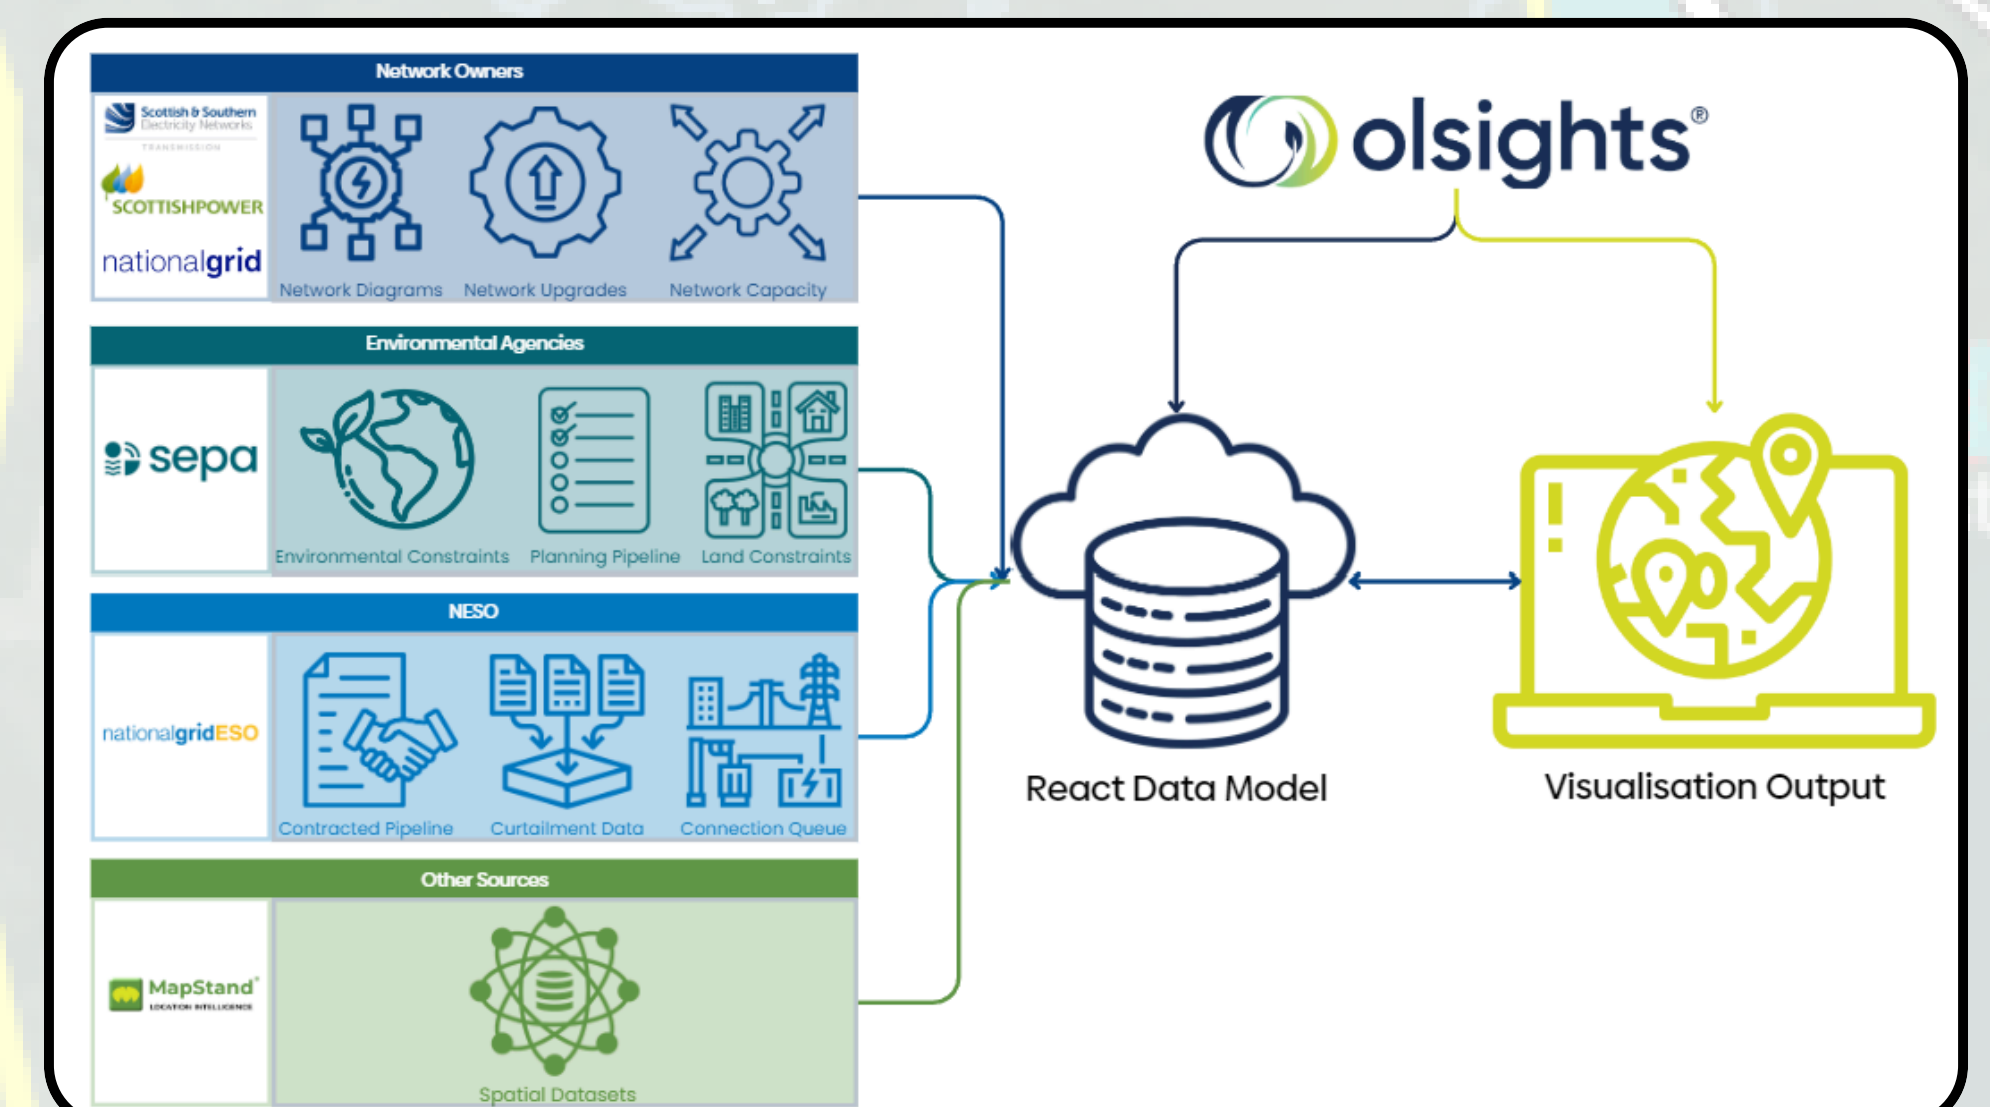 Network Owners
Scottish & Southern
Electricity Networks
TRANSMISSION
SCOTTISHPOWER
nationalgrid
Network Diagrams
Network Upgrades
Network Capacity
Environmental Agencies
sepa
Environmental Constraints
Planning Pipeline
Land Constraints
NESO
nationalgridESO
Contracted Pipeline
Curtailment Data
Connection Queue
Other Sources
MapStand®
LOCATION INTELLIGENCE
Spatial Datasets
olsights®
React Data Model
Visualisation Output